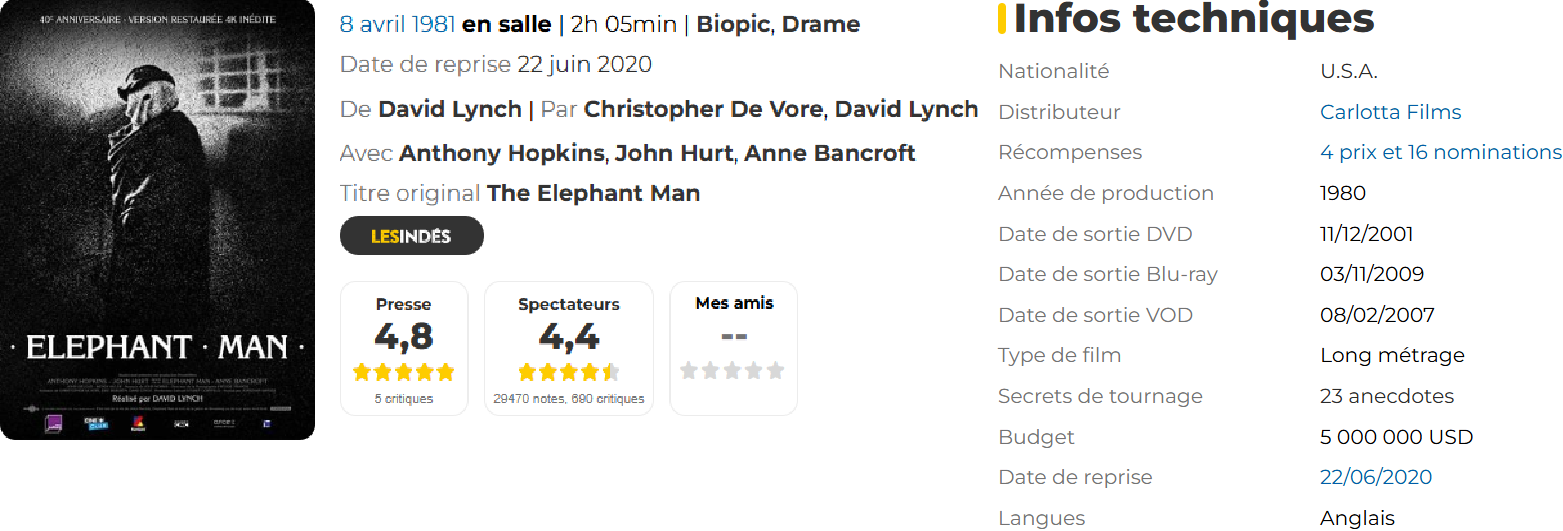 40e ANNIVERSAIRE · VERSION RESTAURÉE 4K INÉDITE
· ELEPHANT · MAN ·
ANTHONY HOPKINS - JOHN HURT
ANNE BANCROFT
Réalisé par DAVID LYNCH
8 avril 1981 en salle | 2h 05min | Biopic, Drame
Date de reprise 22 juin 2020
De David Lynch | Par Christopher De Vore, David Lynch
Avec Anthony Hopkins, John Hurt, Anne Bancroft
Titre original The Elephant Man
LESINDÉS
Presse
4,8
5 critiques
Spectateurs
4,4
29470 notes, 690 critiques
Mes amis
--
Infos techniques
Nationalité U.S.A.
Distributeur Carlotta Films
Récompenses 4 prix et 16 nominations
Année de production 1980
Date de sortie DVD 11/12/2001
Date de sortie Blu-ray 03/11/2009
Date de sortie VOD 08/02/2007
Type de film Long métrage
Secrets de tournage 23 anecdotes
Budget 5 000 000 USD
Date de reprise 22/06/2020
Langues Anglais